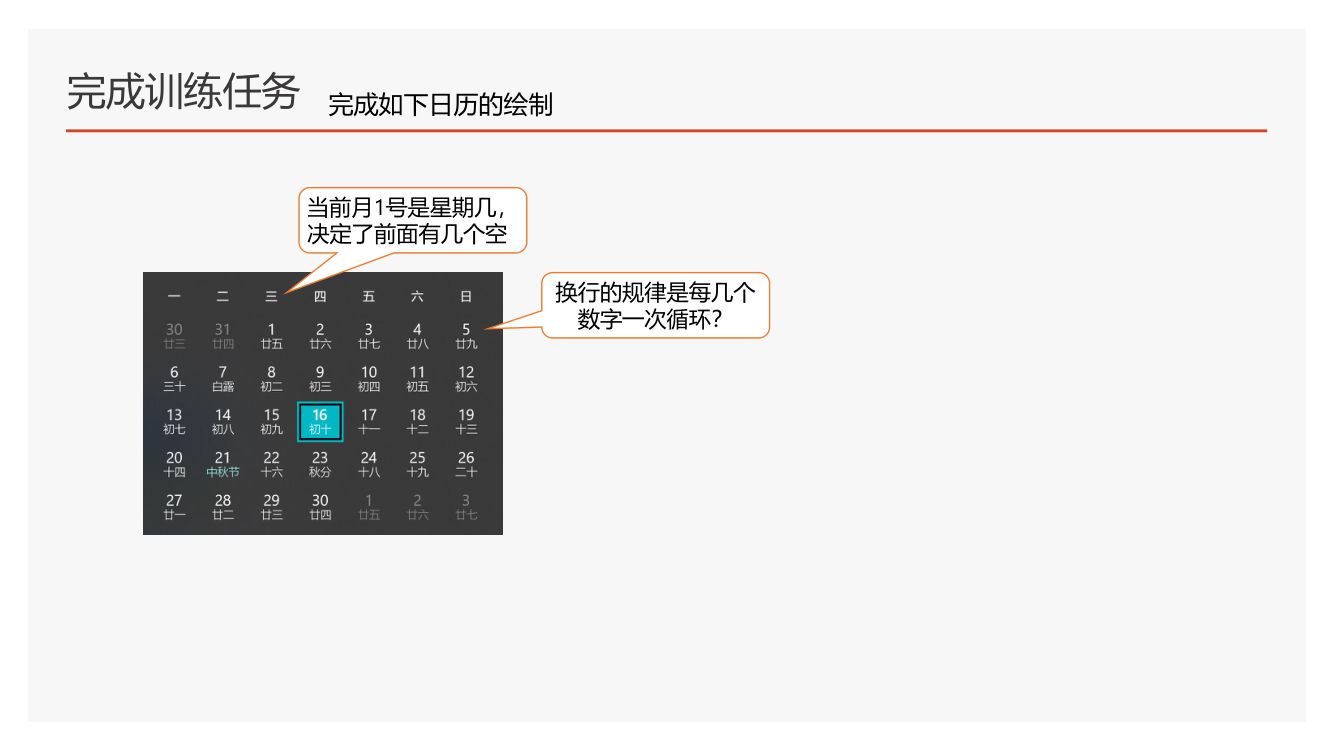 完成训练任务 完成如下日历的绘制
当前月1号是星期几，
决定了前面有几个空
换行的规律是每几个
数字一次循环？
一 二 三 四 五 六 日
30 31 1 2 3 4 5
廿三 廿四 廿五 廿六 廿七 廿八 廿九
6 7 8 9 10 11 12
三十 白露 初二 初三 初四 初五 初六
13 14 15 16 17 18 19
初七 初八 初九 初十 十一 十二 十三
20 21 22 23 24 25 26
十四 中秋节 十六 秋分 十八 十九 二十
27 28 29 30 1 2 3
廿一 廿二 廿三 廿四 廿五 廿六 廿七